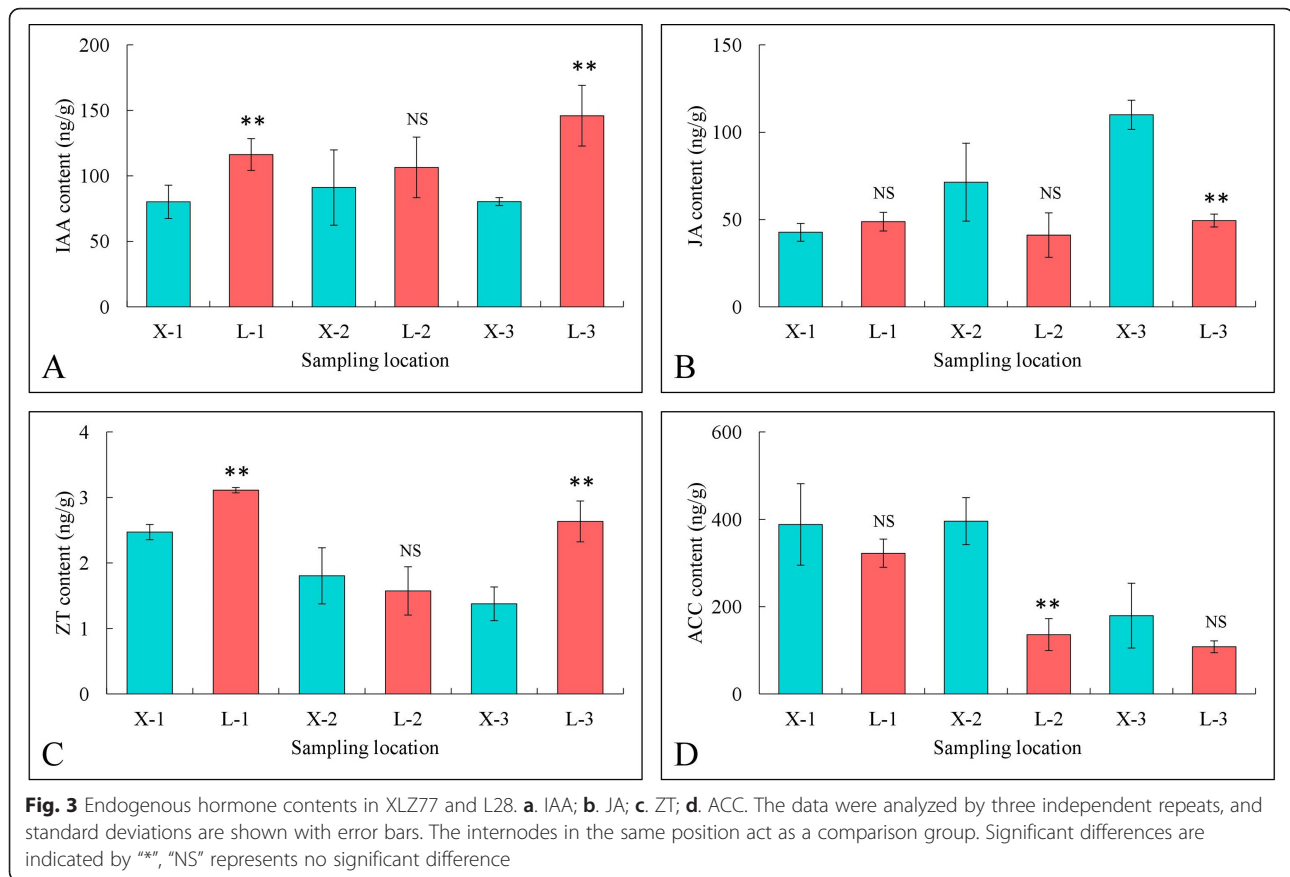 200
150
100
50
0
IAA content (ng/g)
**
NS
**
X-1 L-1 X-2 L-2 X-3 L-3
Sampling location
A
150
100
50
0
JA content (ng/g)
NS
NS
**
X-1 L-1 X-2 L-2 X-3 L-3
Sampling location
B
4
3
2
1
0
ZT content (ng/g)
**
NS
**
X-1 L-1 X-2 L-2 X-3 L-3
Sampling location
C
600
400
200
0
ACC content (ng/g)
NS
**
NS
X-1 L-1 X-2 L-2 X-3 L-3
Sampling location
D
Fig. 3 Endogenous hormone contents in XLZ77 and L28. a. IAA; b. JA; c. ZT; d. ACC. The data were analyzed by three independent repeats, and
standard deviations are shown with error bars. The internodes in the same position act as a comparison group. Significant differences are
indicated by “*”, “NS” represents no significant difference